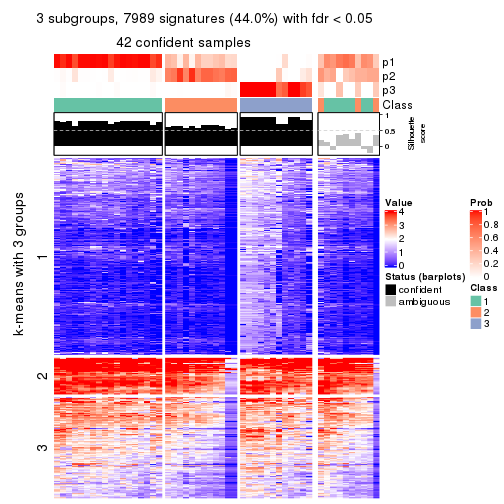 3 subgroups, 7989 signatures (44.0%) with fdr < 0.05
42 confident samples
p1
p2
p3
Class
1
0.5
0
Silhouette
score
k-means with 3 groups
1
2
3
Value
4
3
2
1
0
Status (barplots)
confident
ambiguous
Prob
1
0.8
0.6
0.4
0.2
0
Class
1
2
3